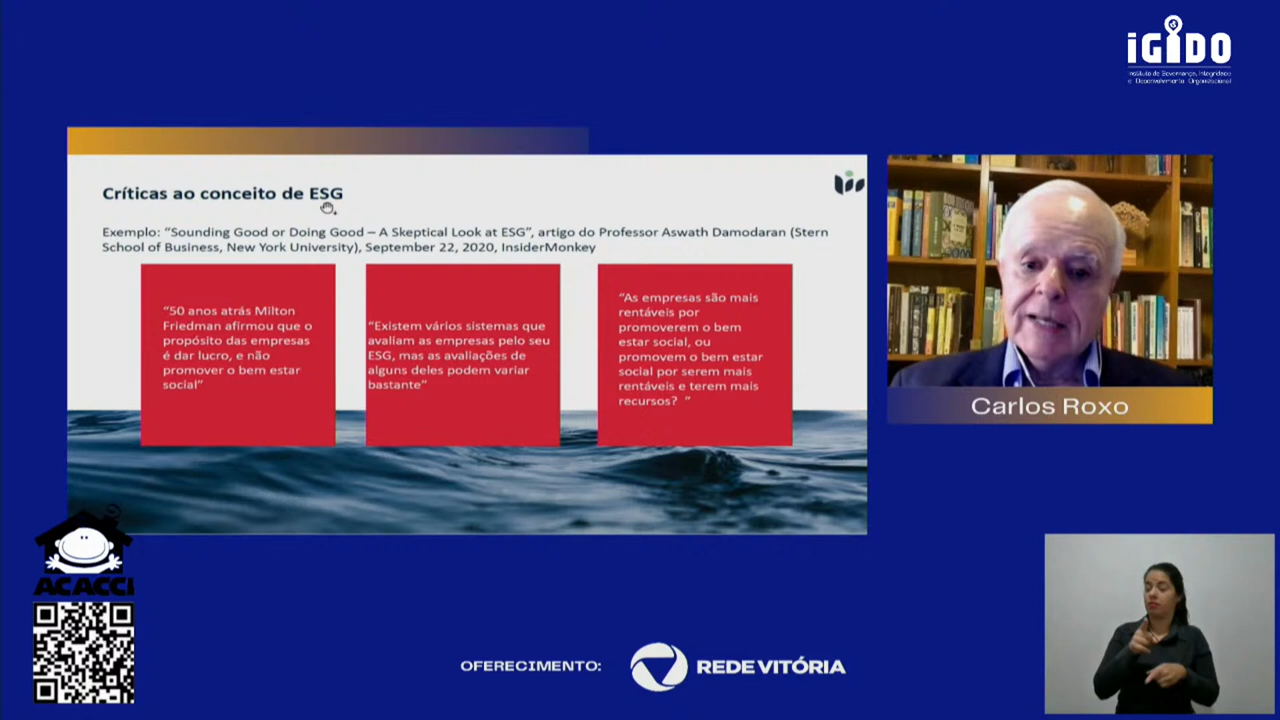 iGIDO
Instituto de Governança, Integridade
e Desenvolvimento Organizacional
Críticas ao conceito de ESG
Exemplo: “Sounding Good or Doing Good – A Skeptical Look at ESG”, artigo do Professor Aswath Damodaran (Stern
School of Business, New York University), September 22, 2020, InsiderMonkey
“50 anos atrás Milton
Friedman afirmou que o
propósito das empresas
é dar lucro, e não
promover o bem estar
social”
“Existem vários sistemas que
avaliam as empresas pelo seu
ESG, mas as avaliações de
alguns deles podem variar
bastante”
“As empresas são mais
rentáveis por
promoverem o bem
estar social, ou
promovem o bem estar
social por serem mais
rentáveis e terem mais
recursos? ”
Carlos Roxo
ACACCI
OFERECIMENTO:
REDE VITÓRIA